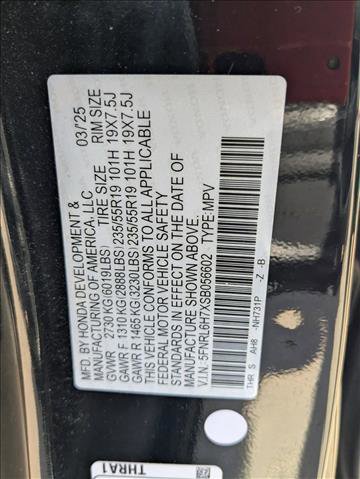 MFD. BY HONDA DEVELOPMENT & 03/'25
MANUFACTURING OF AMERICA, LLC
GVWR 2730 KG(6019LBS) TIRE SIZE RIM SIZE
GAWR F 1310 KG(2888LBS)235/55R19 101H 19X7.5J
GAWR R 1465 KG(3230LBS)235/55R19 101H 19X7.5J
THIS VEHICLE CONFORMS TO ALL APPLICABLE
FEDERAL MOTOR VEHICLE SAFETY
STANDARDS IN EFFECT ON THE DATE OF
MANUFACTURE SHOWN ABOVE.
V.I.N.: 5FNRL6H7XSB056602 TYPE:MPV
THR S AH8 -NH731P -Z -B
THRA1